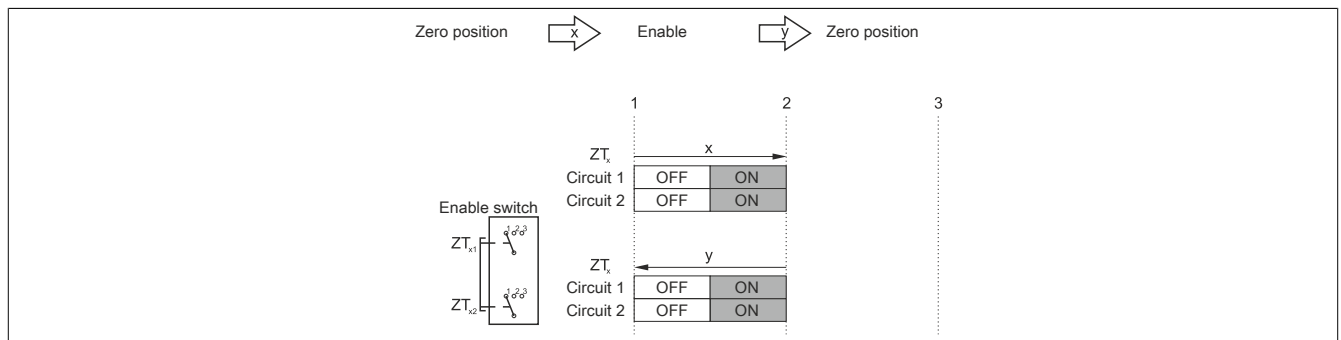 Zero position x Enable y Zero position
1 2 3
ZTx x
Circuit 1 OFF ON
Circuit 2 OFF ON
Enable switch
1 2 3
ZTx1
ZTx y
Circuit 1 OFF ON
1 2 3
ZTx2
Circuit 2 OFF ON